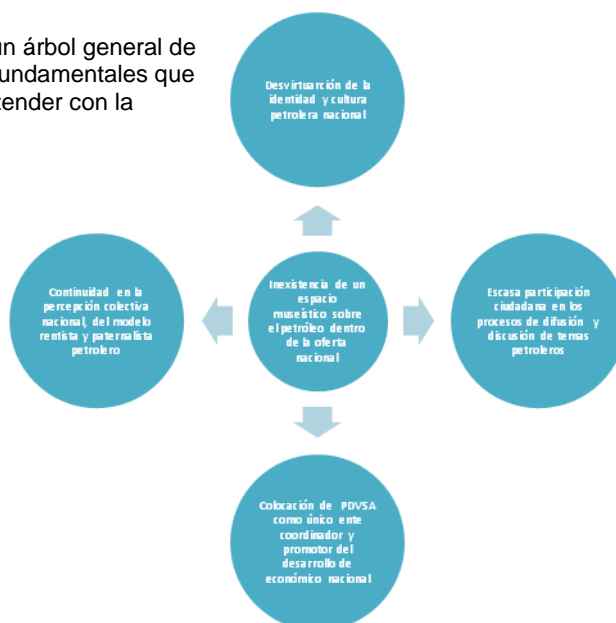 un árbol general de
fundamentales que
tender con la
Desvirtuarción de la
identidad y cultura
petrolera nacional
Continuidad en la
percepción colectiva
nacional, del modelo
rentista y paternalista
petrolero
Inexistencia de un
espacio
museístico sobre
el petróleo dentro
de la oferta
nacional
Escasa participación
ciudadana en los
procesos de difusión y
discusión de temas
petroleros
Colocación de PDVSA
como único ente
coordinador y
promotor del
desarrollo de
económico nacional